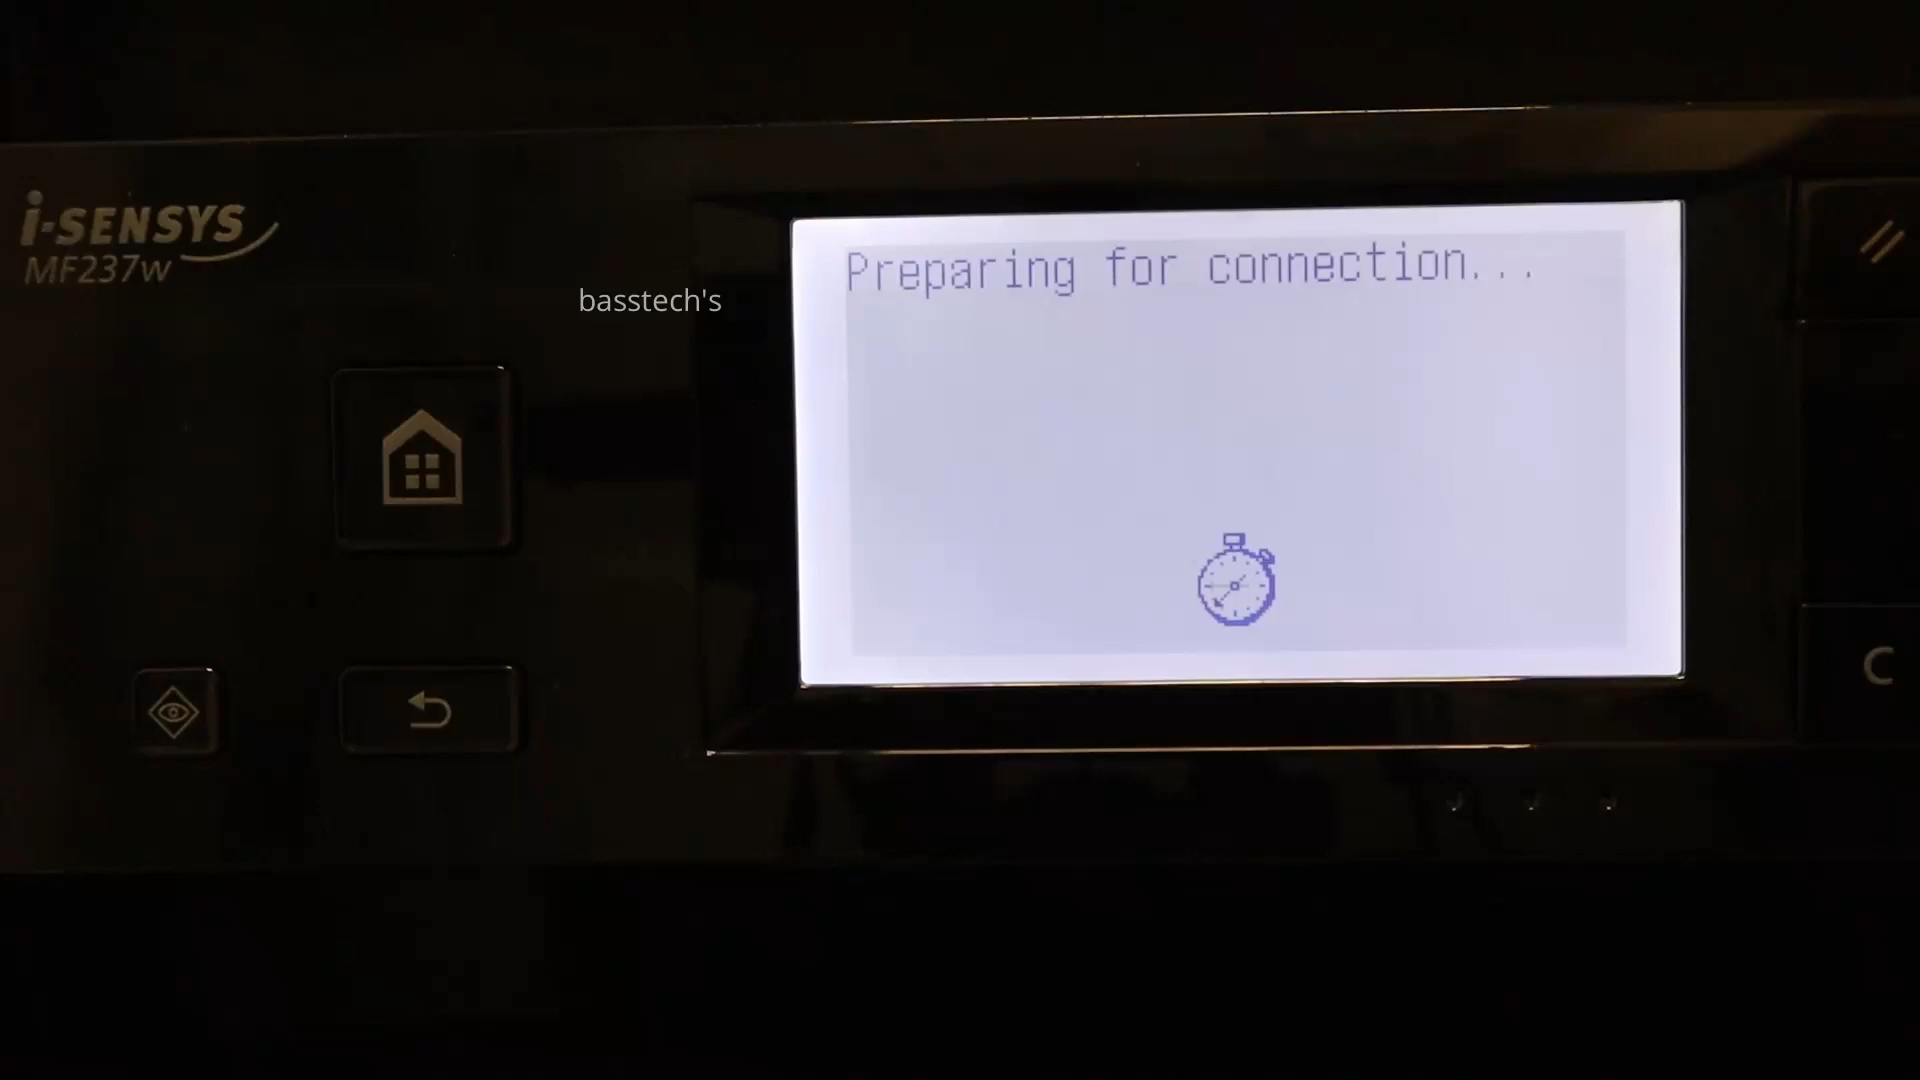 i-SENSYS
MF237w
basstech's
Preparing for connection...
C